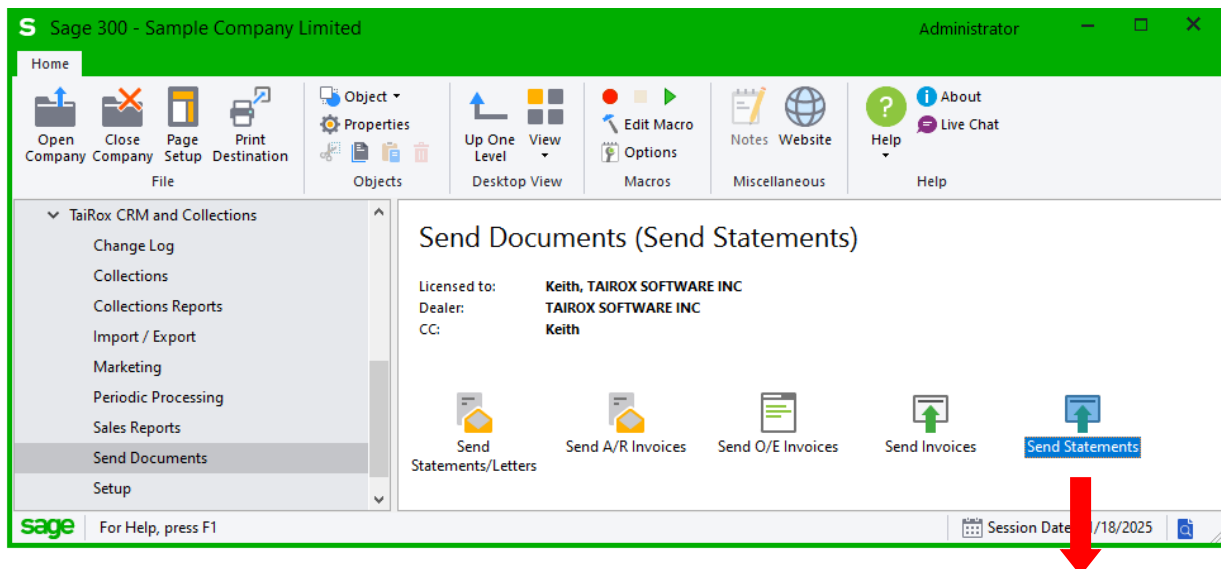 S Sage 300 - Sample Company Limited Administrator
Home
Open Company
Close Company
Page Setup
Print Destination
File
Object
Properties
Objects
Up One Level
View
Desktop View
Edit Macro
Options
Macros
Notes
Website
Miscellaneous
Help
About
Live Chat
Help
TaiRox CRM and Collections
Change Log
Collections
Collections Reports
Import / Export
Marketing
Periodic Processing
Sales Reports
Send Documents
Setup
Send Documents (Send Statements)
Licensed to: Keith, TAIROX SOFTWARE INC
Dealer: TAIROX SOFTWARE INC
CC: Keith
Send Statements/Letters
Send A/R Invoices
Send O/E Invoices
Send Invoices
Send Statements
sage For Help, press F1
Session Date /18/2025